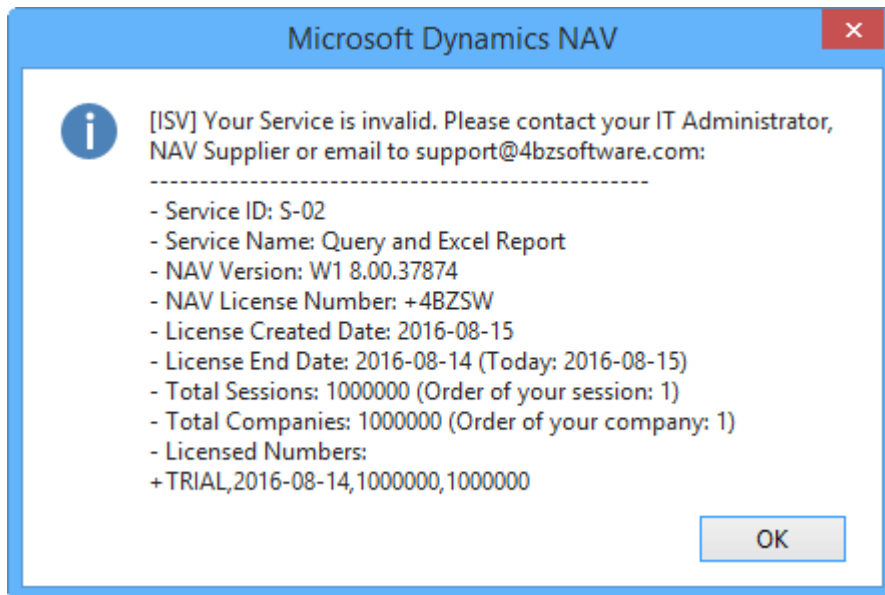 Microsoft Dynamics NAV
[ISV] Your Service is invalid. Please contact your IT Administrator,
NAV Supplier or email to support@4bzsoftware.com:
--------------------------------------------------
- Service ID: S-02
- Service Name: Query and Excel Report
- NAV Version: W1 8.00.37874
- NAV License Number: +4BZSW
- License Created Date: 2016-08-15
- License End Date: 2016-08-14 (Today: 2016-08-15)
- Total Sessions: 1000000 (Order of your session: 1)
- Total Companies: 1000000 (Order of your company: 1)
- Licensed Numbers:
+TRIAL,2016-08-14,1000000,1000000
OK